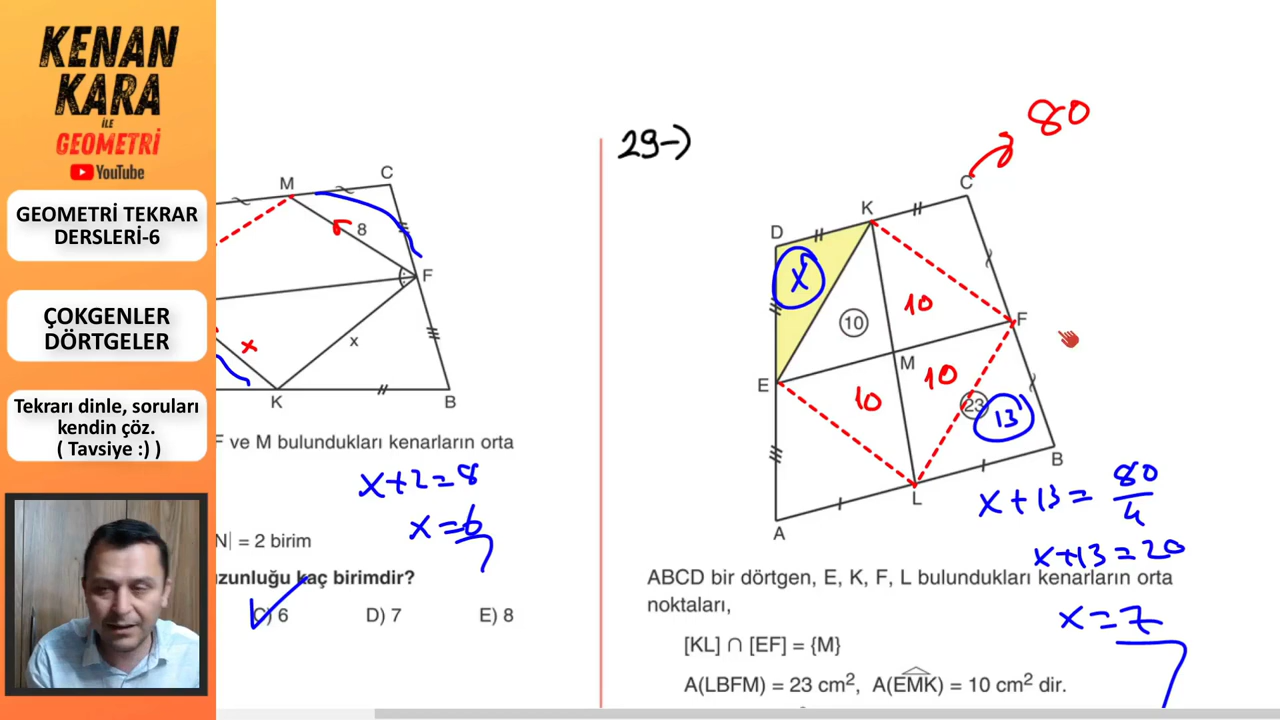 KENAN
KARA
İLE
GEOMETRİ
YouTube
GEOMETRİ TEKRAR
DERSLERİ-6
ÇOKGENLER
DÖRTGELER
Tekrarı dinle, soruları
kendin çöz.
( Tavsiye :) )
M
C
8
F
x
x
K
B
F ve M bulundukları kenarların orta
x+2=8
x=6
N| = 2 birim
uzunluğu kaç birimdir?
C) 6 D) 7 E) 8
29-)
80
C
K
D
x
10
10
F
M
E
10
10
23
13
B
L
A
x+13=80/4
x+13=20
x=7
ABCD bir dörtgen, E, K, F, L bulundukları kenarların orta
noktaları,
[KL] ∩ [EF] = {M}
A(LBFM) = 23 cm², A(EMK) = 10 cm² dir.